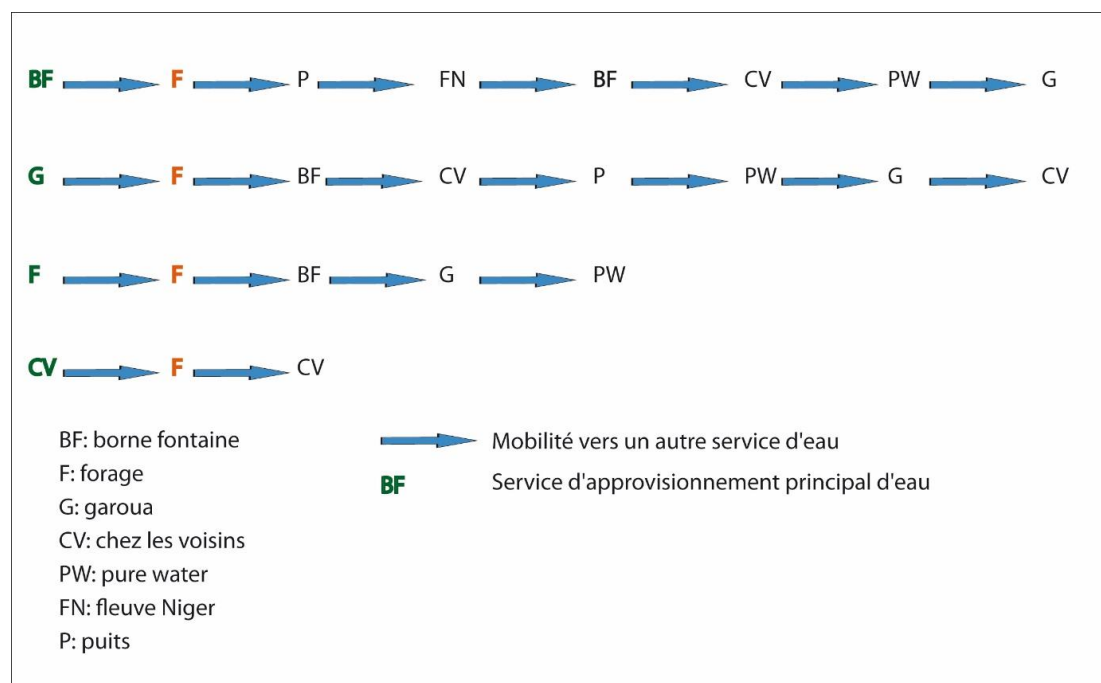 BF F P FN BF CV PW G
G F BF CV P PW G CV
F F BF G PW
CV F CV
BF: borne fontaine
F: forage
G: garoua
CV: chez les voisins
PW: pure water
FN: fleuve Niger
P: puits
Mobilité vers un autre service d'eau
BF Service d'approvisionnement principal d'eau